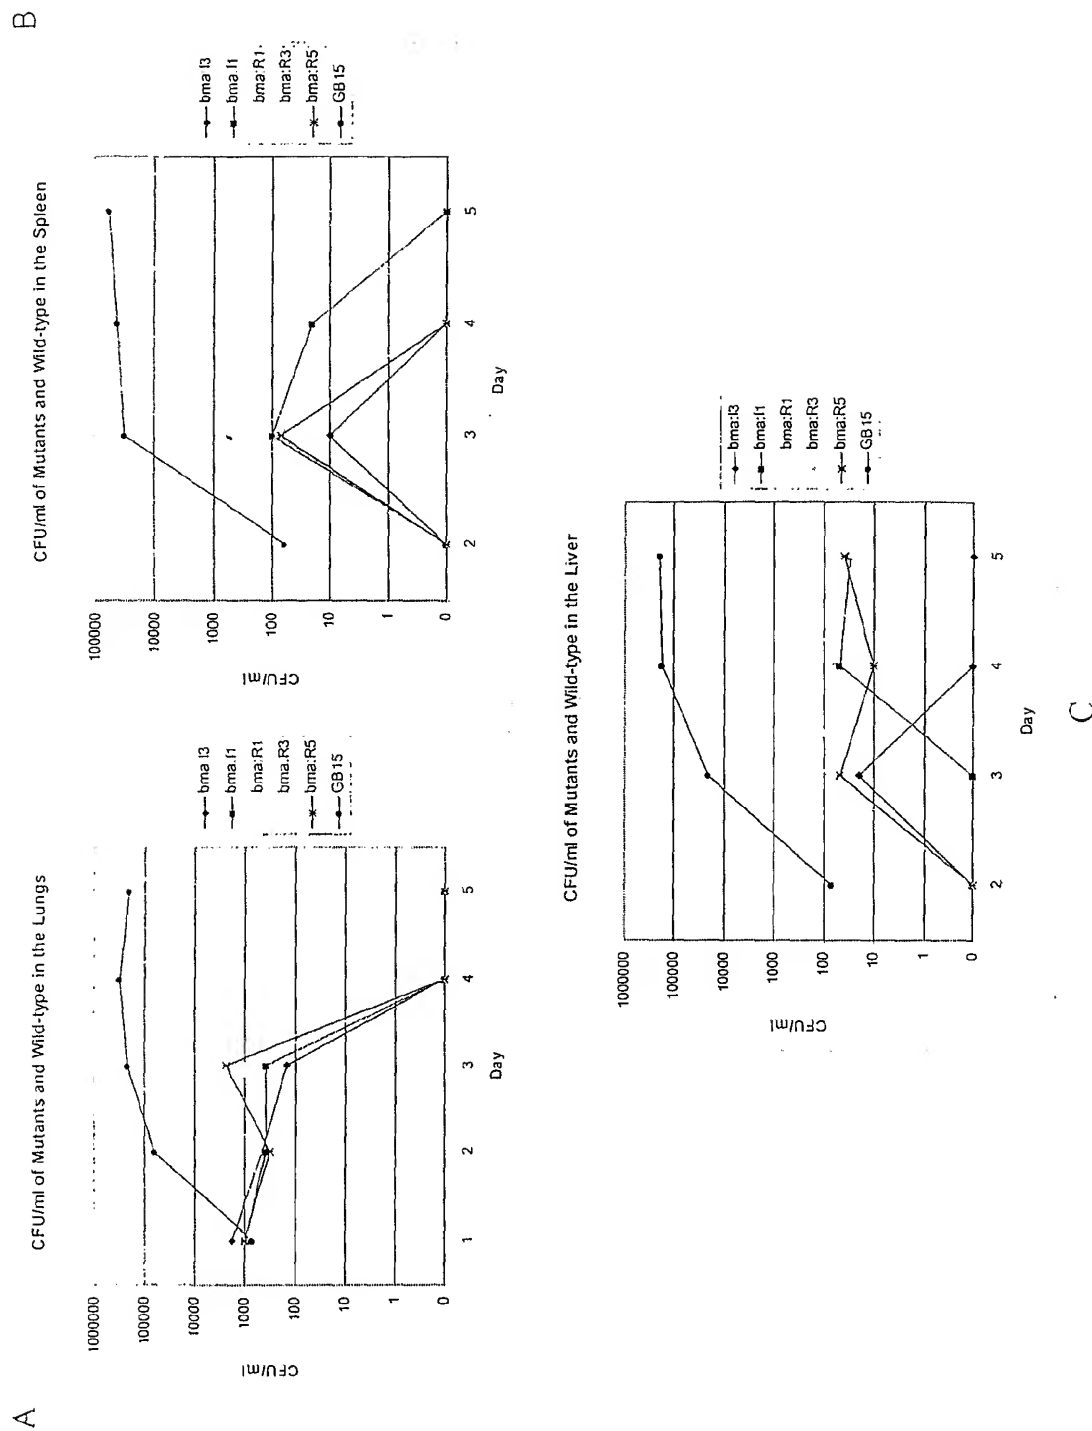 A
CFU/ml of Mutants and Wild-type in the Lungs
CFU/ml
1000000
100000
10000
1000
100
10
1
0
1
2
3
4
5
Day
bma I3
bma.I1
bma:R1
bma.R3
bma:R5
GB15
B
CFU/ml of Mutants and Wild-type in the Spleen
CFU/ml
100000
10000
1000
100
10
1
0
2
3
4
5
Day
bma I3
bma.I1
bma:R1
bma:R3
bma:R5
GB15
CFU/ml of Mutants and Wild-type in the Liver
CFU/ml
1000000
100000
10000
1000
100
10
1
0
2
3
4
5
Day
bma:I3
bma:I1
bma:R1
bma:R3
bma:R5
GB15
C